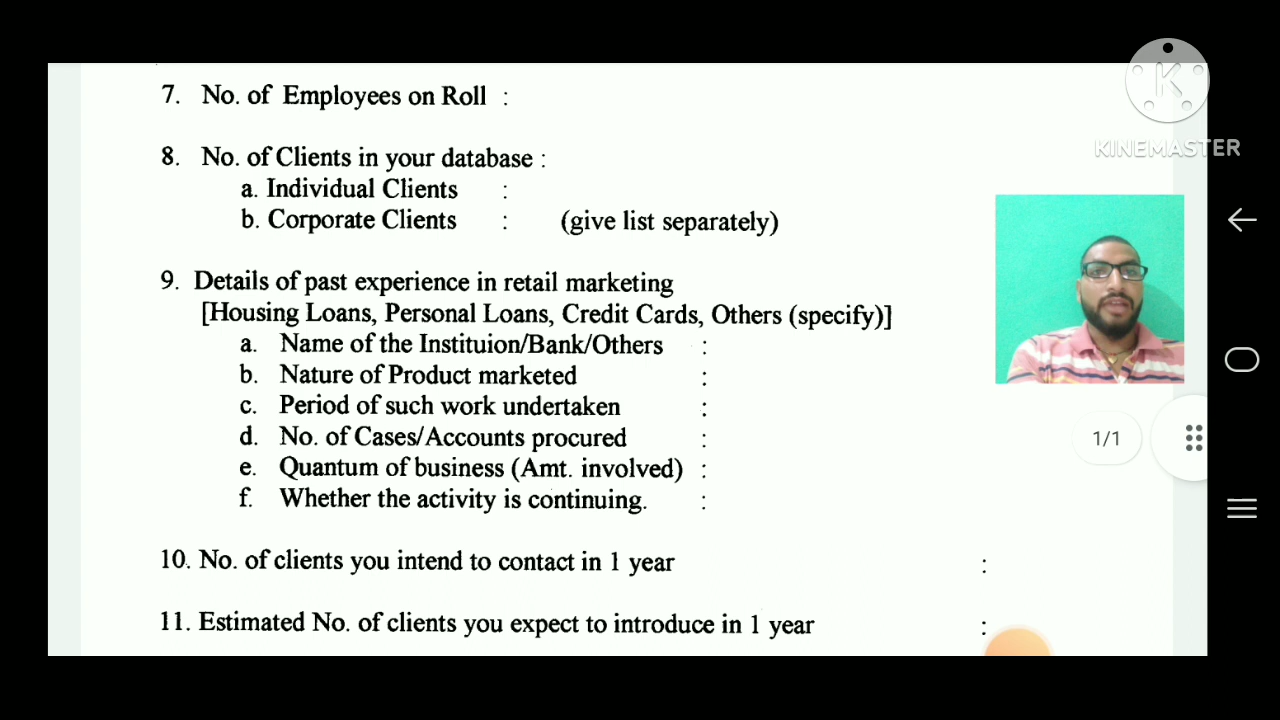 7. No. of Employees on Roll :
8. No. of Clients in your database :
a. Individual Clients :
b. Corporate Clients : (give list separately)
9. Details of past experience in retail marketing
[Housing Loans, Personal Loans, Credit Cards, Others (specify)]
a. Name of the Instituion/Bank/Others :
b. Nature of Product marketed :
c. Period of such work undertaken :
d. No. of Cases/Accounts procured :
e. Quantum of business (Amt. involved) :
f. Whether the activity is continuing. :
10. No. of clients you intend to contact in 1 year :
11. Estimated No. of clients you expect to introduce in 1 year :
K
KINEMASTER
1/1